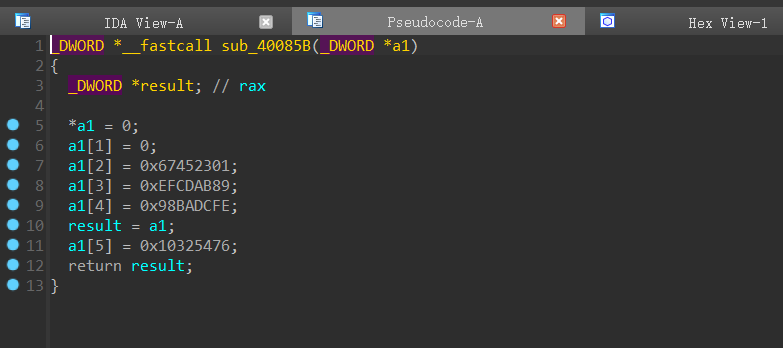 IDA View-A Pseudocode-A Hex View-1
1 _DWORD *__fastcall sub_40085B(_DWORD *a1)
2 {
3 _DWORD *result; // rax
4
5 *a1 = 0;
6 a1[1] = 0;
7 a1[2] = 0x67452301;
8 a1[3] = 0xEFCDAB89;
9 a1[4] = 0x98BADCFE;
10 result = a1;
11 a1[5] = 0x10325476;
12 return result;
13 }